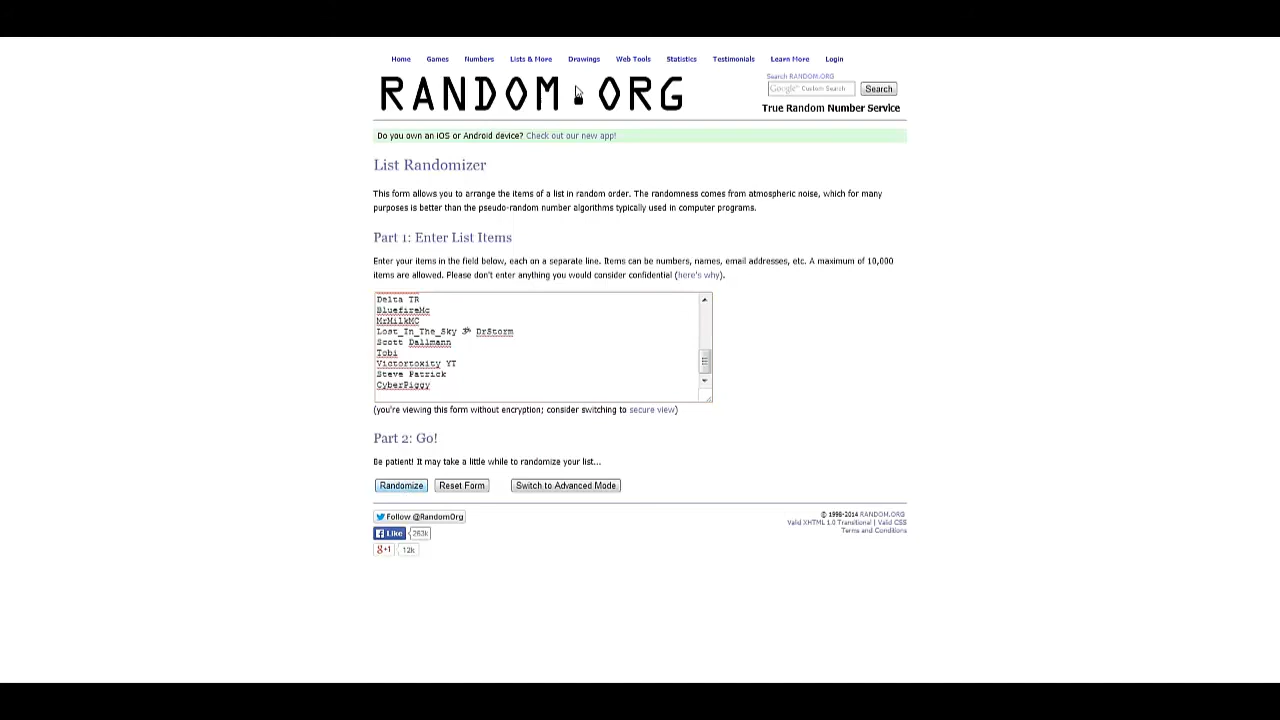 Home Games Numbers Lists & More Drawings Web Tools Statistics Testimonials Learn More Login
RANDOM.ORG
Search RANDOM.ORG
Google™ Custom Search Search
True Random Number Service
Do you own an iOS or Android device? Check out our new app!
List Randomizer
This form allows you to arrange the items of a list in random order. The randomness comes from atmospheric noise, which for many
purposes is better than the pseudo-random number algorithms typically used in computer programs.
Part 1: Enter List Items
Enter your items in the field below, each on a separate line. Items can be numbers, names, email addresses, etc. A maximum of 10,000
items are allowed. Please don't enter anything you would consider confidential (here's why).
Delta TR
BluefireMc
MrMilkMC
Lost_In_The_Sky ॐ DrStorm
Scott Dallmann
Tobi
Victortoxity YT
Steve Patrick
CyberPiggy
(you're viewing this form without encryption; consider switching to secure view)
Part 2: Go!
Be patient! It may take a little while to randomize your list...
Randomize Reset Form Switch to Advanced Mode
Follow @RandomOrg
Like 263k
g+1 12k
© 1998-2014 RANDOM.ORG
Valid XHTML 1.0 Transitional | Valid CSS
Terms and Conditions